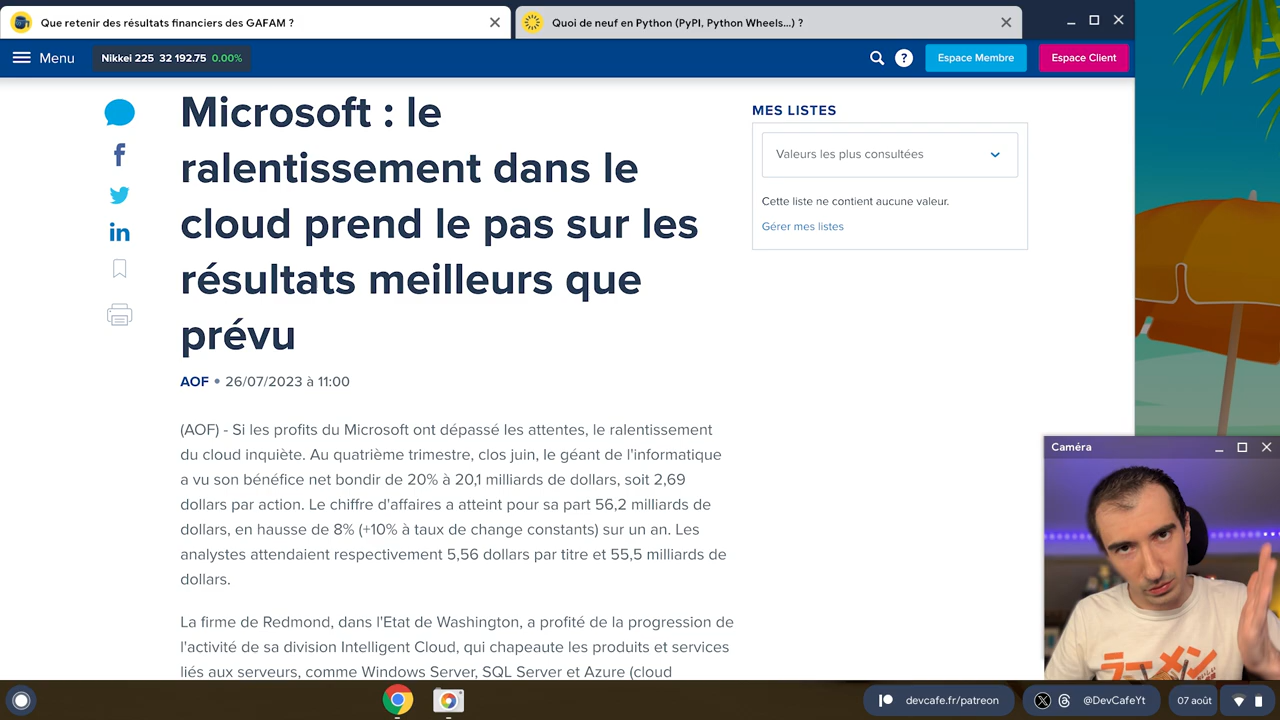 Que retenir des résultats financiers des GAFAM ?
Quoi de neuf en Python (PyPI, Python Wheels...) ?
Menu
Nikkei 225 32 192.75 0.00%
?
Espace Membre
Espace Client
Microsoft : le
ralentissement dans le
cloud prend le pas sur les
résultats meilleurs que
prévu
AOF • 26/07/2023 à 11:00
(AOF) - Si les profits du Microsoft ont dépassé les attentes, le ralentissement
du cloud inquiète. Au quatrième trimestre, clos juin, le géant de l'informatique
a vu son bénéfice net bondir de 20% à 20,1 milliards de dollars, soit 2,69
dollars par action. Le chiffre d'affaires a atteint pour sa part 56,2 milliards de
dollars, en hausse de 8% (+10% à taux de change constants) sur un an. Les
analystes attendaient respectivement 5,56 dollars par titre et 55,5 milliards de
dollars.
La firme de Redmond, dans l'Etat de Washington, a profité de la progression de
l'activité de sa division Intelligent Cloud, qui chapeaute les produits et services
liés aux serveurs, comme Windows Server, SQL Server et Azure (cloud
MES LISTES
Valeurs les plus consultées
Cette liste ne contient aucune valeur.
Gérer mes listes
Caméra
ラーメン
devcafe.fr/patreon
@DevCafeYt
07 août